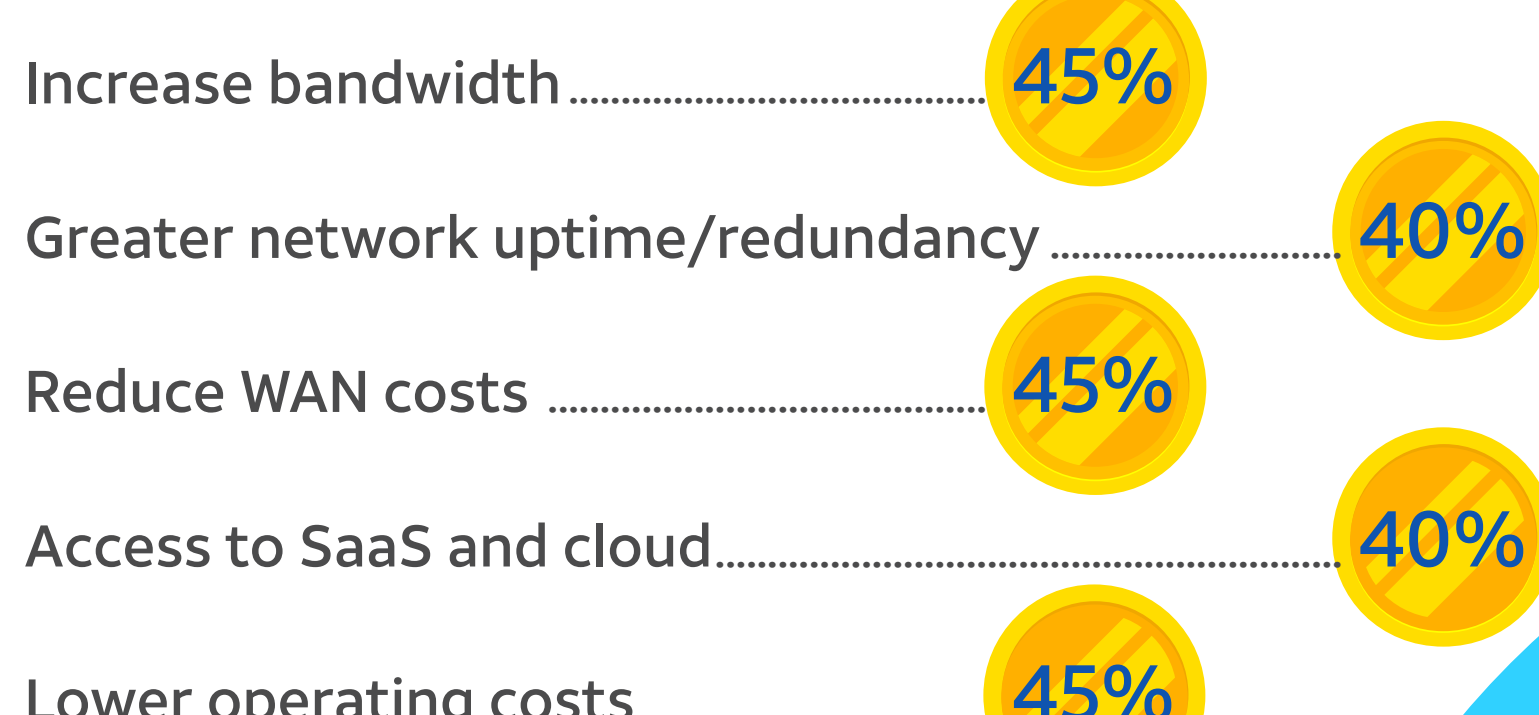 Increase bandwidth 45%
Greater network uptime/redundancy 40%
Reduce WAN costs 45%
Access to SaaS and cloud 40%
Lower operating costs 45%